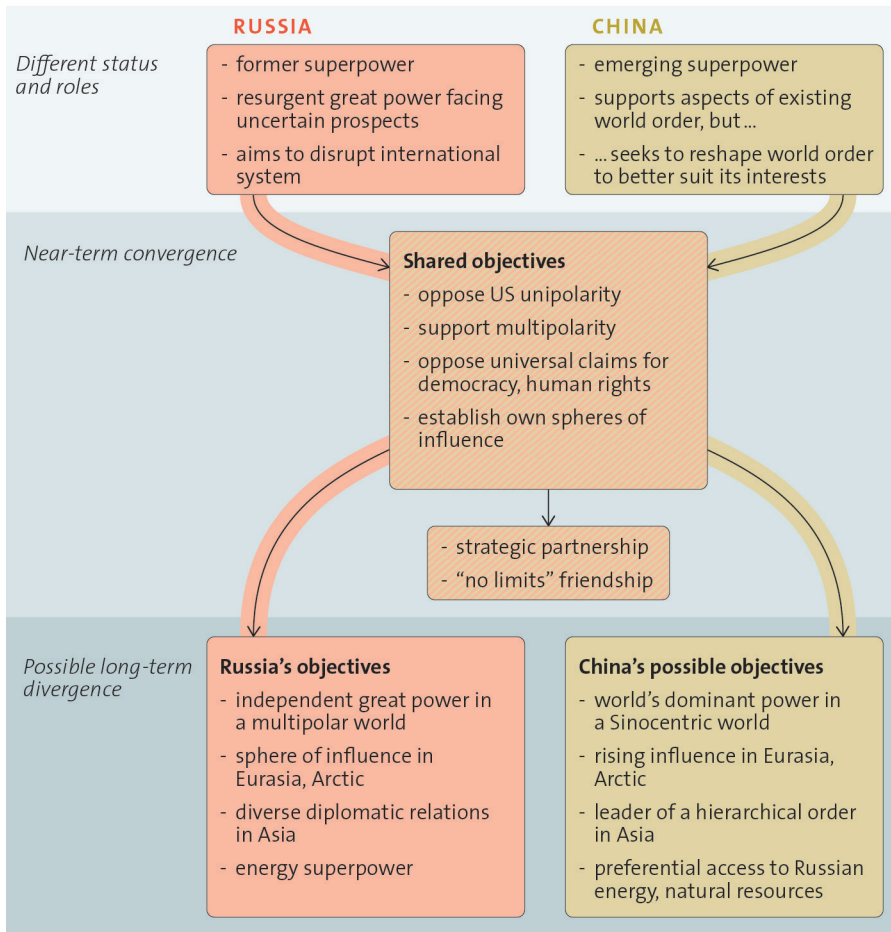 RUSSIA
CHINA
Different status
and roles
- former superpower
- resurgent great power facing
uncertain prospects
- aims to disrupt international
system
- emerging superpower
- supports aspects of existing
world order, but ...
- ... seeks to reshape world order
to better suit its interests
Near-term convergence
Shared objectives
- oppose US unipolarity
- support multipolarity
- oppose universal claims for
democracy, human rights
- establish own spheres of
influence
- strategic partnership
- “no limits” friendship
Possible long-term
divergence
Russia’s objectives
- independent great power in
a multipolar world
- sphere of influence in
Eurasia, Arctic
- diverse diplomatic relations
in Asia
- energy superpower
China’s possible objectives
- world’s dominant power in
a Sinocentric world
- rising influence in Eurasia,
Arctic
- leader of a hierarchical order
in Asia
- preferential access to Russian
energy, natural resources